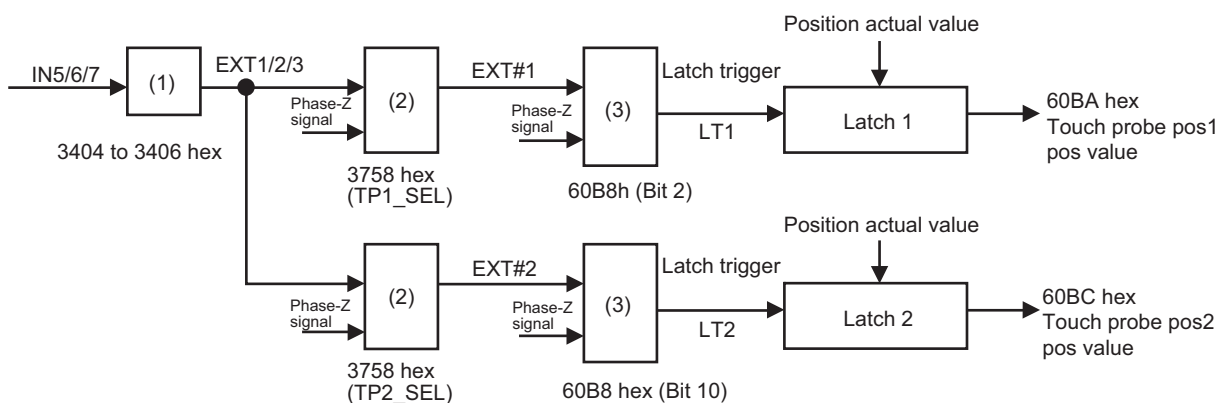 IN5/6/7
(1)
3404 to 3406 hex
EXT1/2/3
Phase-Z
signal
(2)
3758 hex
(TP1_SEL)
EXT#1
Phase-Z
signal
(3)
60B8h (Bit 2)
Latch trigger
LT1
Position actual value
Latch 1
60BA hex
Touch probe pos1
pos value
Phase-Z
signal
(2)
3758 hex
(TP2_SEL)
EXT#2
Phase-Z
signal
(3)
60B8 hex (Bit 10)
Latch trigger
LT2
Position actual value
Latch 2
60BC hex
Touch probe pos2
pos value